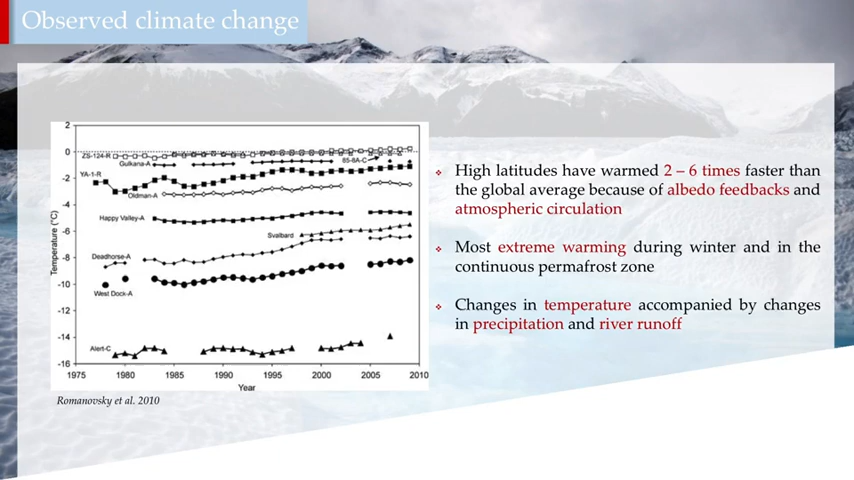 Observed climate change
2
0
-2
-4
-6
-8
-10
-12
-14
-16
Temperature (°C)
ZS-124-R
Gulkana-A
85-8A-C
YA-1-R
Oldman-A
Happy Valley-A
Svalbard
Deadhorse-A
West Dock-A
Alert-C
1975 1980 1985 1990 1995 2000 2005 2010
Year
Romanovsky et al. 2010
High latitudes have warmed 2 – 6 times faster than
the global average because of albedo feedbacks and
atmospheric circulation
Most extreme warming during winter and in the
continuous permafrost zone
Changes in temperature accompanied by changes
in precipitation and river runoff